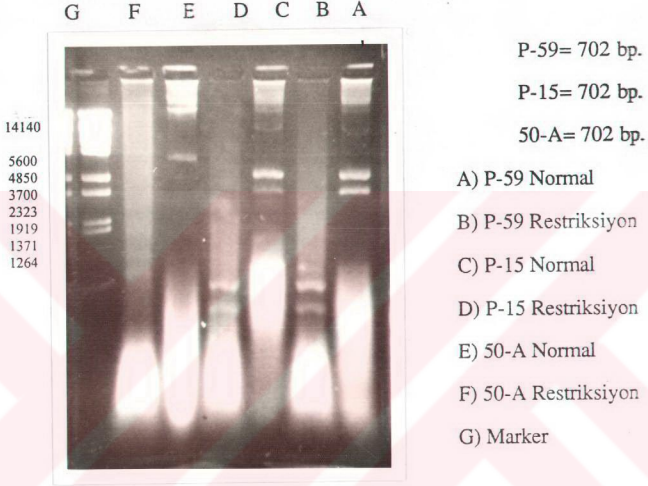 G F E D C B A
14140
5600
4850
3700
2323
1919
1371
1264
P-59= 702 bp.
P-15= 702 bp.
50-A= 702 bp.
A) P-59 Normal
B) P-59 Restriksiyon
C) P-15 Normal
D) P-15 Restriksiyon
E) 50-A Normal
F) 50-A Restriksiyon
G) Marker